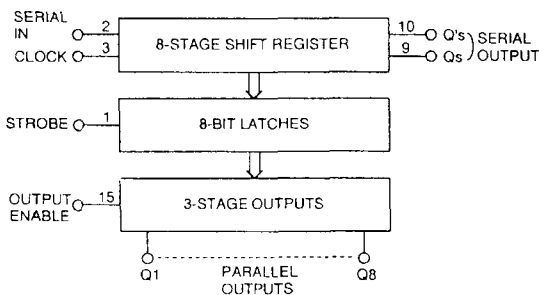 SERIAL IN 2
CLOCK 3
8-STAGE SHIFT REGISTER
10 Q's
9 Qs
SERIAL OUTPUT
STROBE 1
8-BIT LATCHES
OUTPUT ENABLE 15
3-STAGE OUTPUTS
Q1
PARALLEL OUTPUTS
Q8